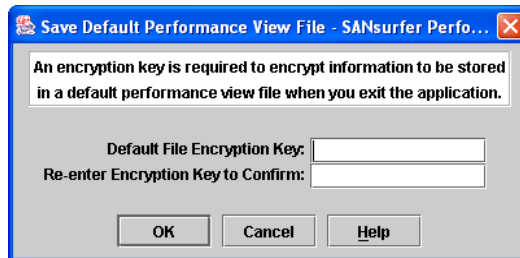 Save Default Performance View File - SANsurfer Perfo...
An encryption key is required to encrypt information to be stored
in a default performance view file when you exit the application.
Default File Encryption Key:
Re-enter Encryption Key to Confirm:
OK Cancel Help